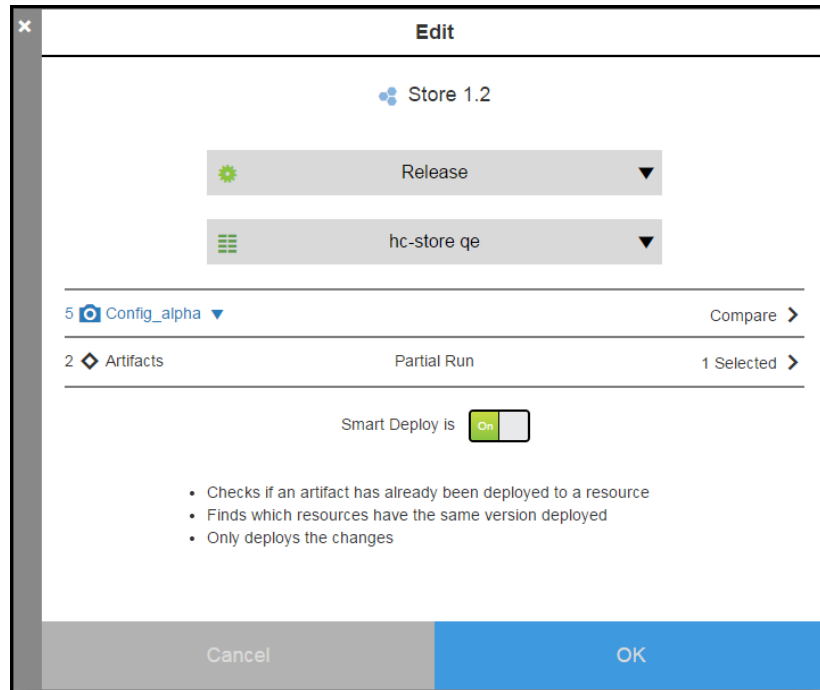 Edit
Store 1.2
Release
hc-store qe
5 Config_alpha Compare
2 Artifacts Partial Run 1 Selected
Smart Deploy is On
Checks if an artifact has already been deployed to a resource
Finds which resources have the same version deployed
Only deploys the changes
Cancel OK